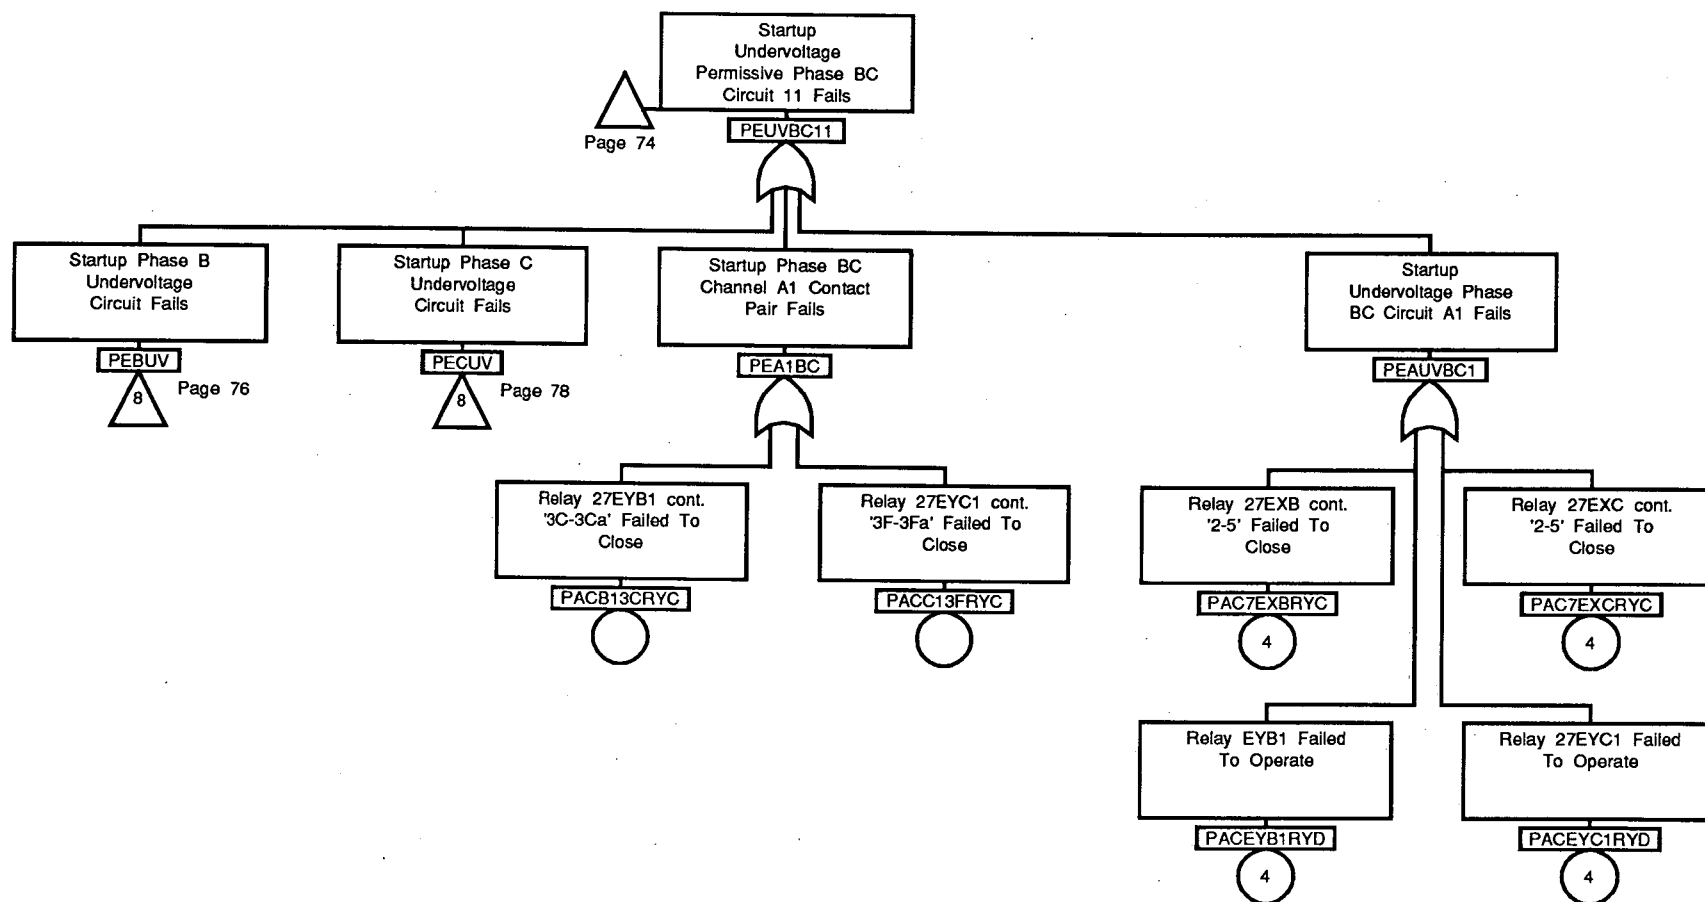 Startup
Undervoltage
Permissive Phase BC
Circuit 11 Fails
Page 74
PEUVBC11
Startup Phase B
Undervoltage
Circuit Fails
PEBUV
8
Page 76
Startup Phase C
Undervoltage
Circuit Fails
PECUV
8
Page 78
Startup Phase BC
Channel A1 Contact
Pair Fails
PEA1BC
Startup
Undervoltage Phase
BC Circuit A1 Fails
PEAUVBC1
Relay 27EYB1 cont.
'3C-3Ca' Failed To
Close
PACB13CRYC
Relay 27EYC1 cont.
'3F-3Fa' Failed To
Close
PACC13FRYC
Relay 27EXB cont.
'2-5' Failed To
Close
PAC7EXBRYC
4
Relay 27EXC cont.
'2-5' Failed To
Close
PAC7EXCRYC
4
Relay EYB1 Failed
To Operate
PACEYB1RYD
4
Relay 27EYC1 Failed
To Operate
PACEYC1RYD
4